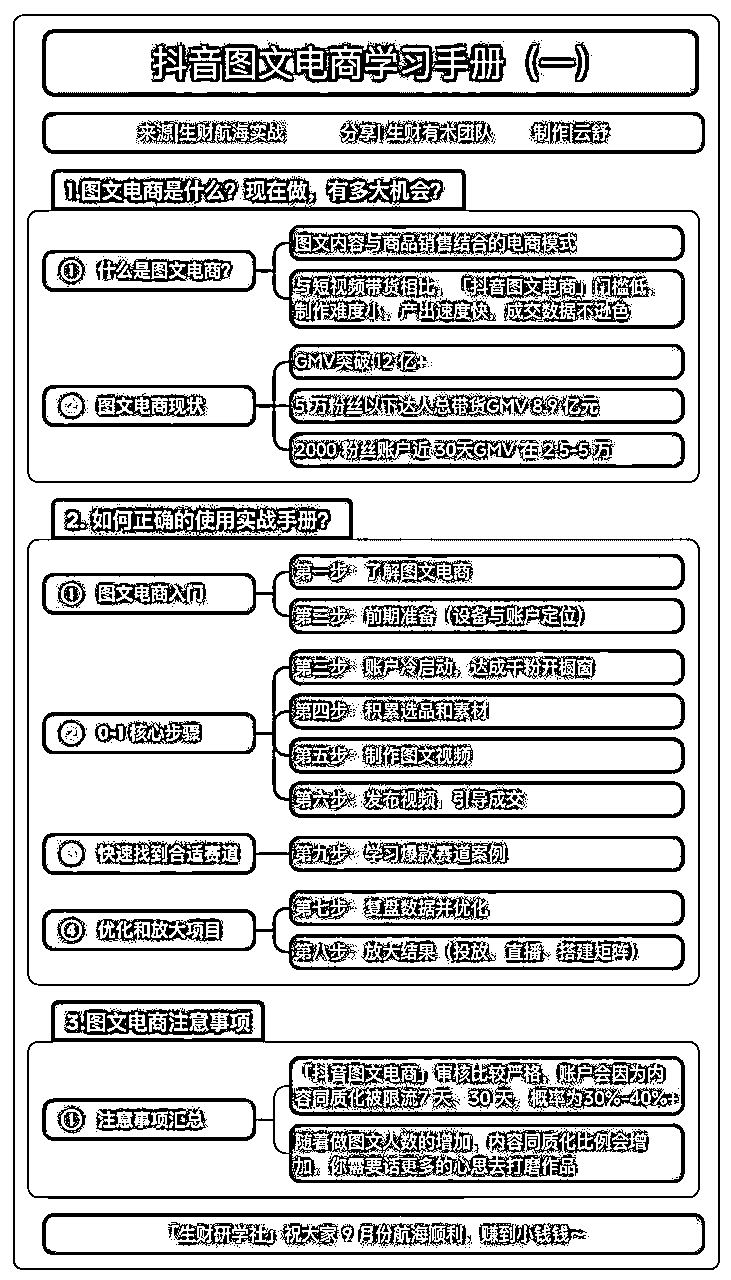 抖音图文电商学习手册（一）
来源|生财航海实战 分享|生财有术团队 制作|云舒
1.图文电商是什么？现在做，有多大机会？
① 什么是图文电商？
图文内容与商品销售结合的电商模式
与短视频带货相比，「抖音图文电商」门槛低、
制作难度小、产出速度快、成交数据不逊色
② 图文电商现状
GMV突破12 亿+
5 万粉丝以下达人总带货GMV 8.9 亿元
2000 粉丝账户近 30天GMV 在 2.5-5 万
2. 如何正确的使用实战手册？
① 图文电商入门
第一步：了解图文电商
第二步：前期准备（设备与账户定位）
② 0-1 核心步骤
第三步：账户冷启动，达成千粉开橱窗
第四步：积累选品和素材
第五步：制作图文视频
第六步：发布视频，引导成交
③ 快速找到合适赛道
第九步：学习爆款赛道案例
④ 优化和放大项目
第七步：复盘数据并优化
第八步：放大结果（投放、直播、搭建矩阵）
3.图文电商注意事项
① 注意事项汇总
「抖音图文电商」审核比较严格，账户会因为内
容同质化被限流7 天、30 天，概率为30%-40%+
随着做图文人数的增加，内容同质化比例会增
加，你需要话更多的心思去打磨作品
「生财研学社」祝大家 9 月份航海顺利，赚到小钱钱~